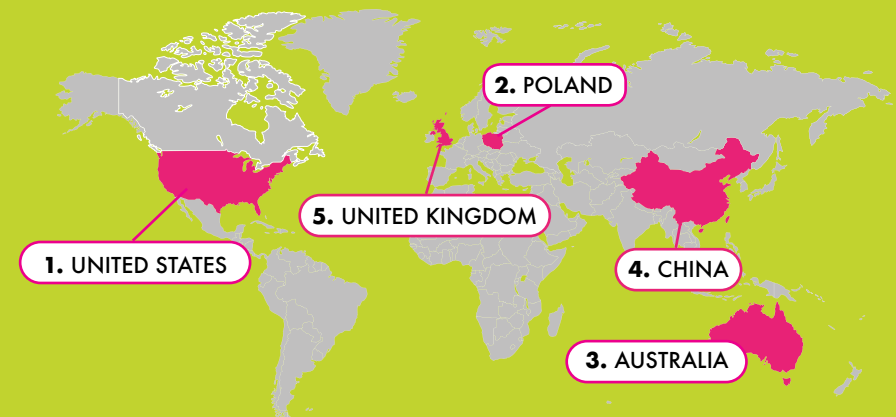 1. UNITED STATES
2. POLAND
3. AUSTRALIA
4. CHINA
5. UNITED KINGDOM